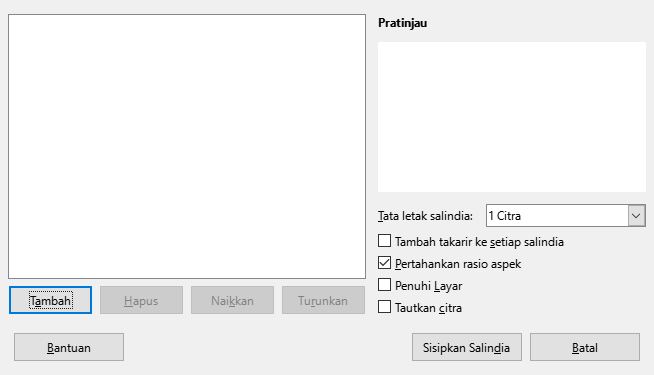 Pratinjau
Tata letak salindia:
1 Citra
Tambah takarir ke setiap salindia
Pertahankan rasio aspek
Penuhi Layar
Tautkan citra
Tambah
Hapus
Naikkan
Turunkan
Bantuan
Sisipkan Salindia
Batal